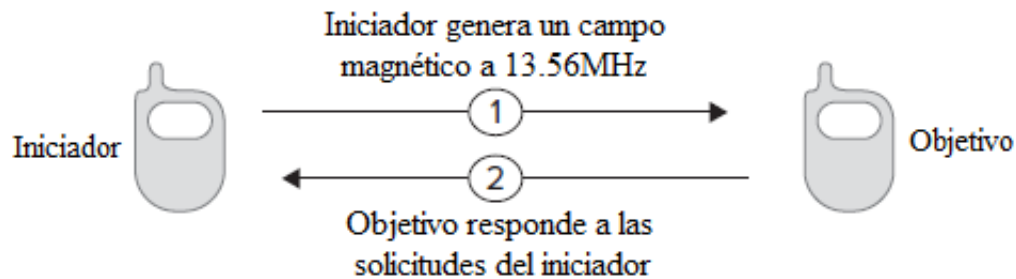 Iniciador genera un campo
magnético a 13.56MHz
1
Iniciador
Objetivo
2
Objetivo responde a las
solicitudes del iniciador